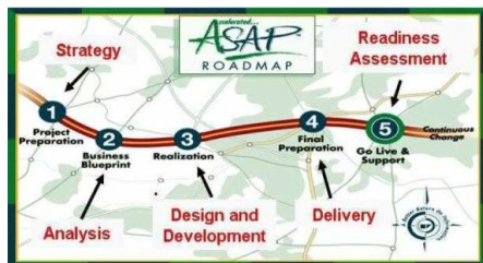 Accelerated...
ASAP
ROADMAP
Strategy
Readiness
Assessment
1
Project
Preparation
2
Business
Blueprint
3
Realization
4
Final
Preparation
5
Go Live &
Support
Continuous
Change
Analysis
Design and
Development
Delivery